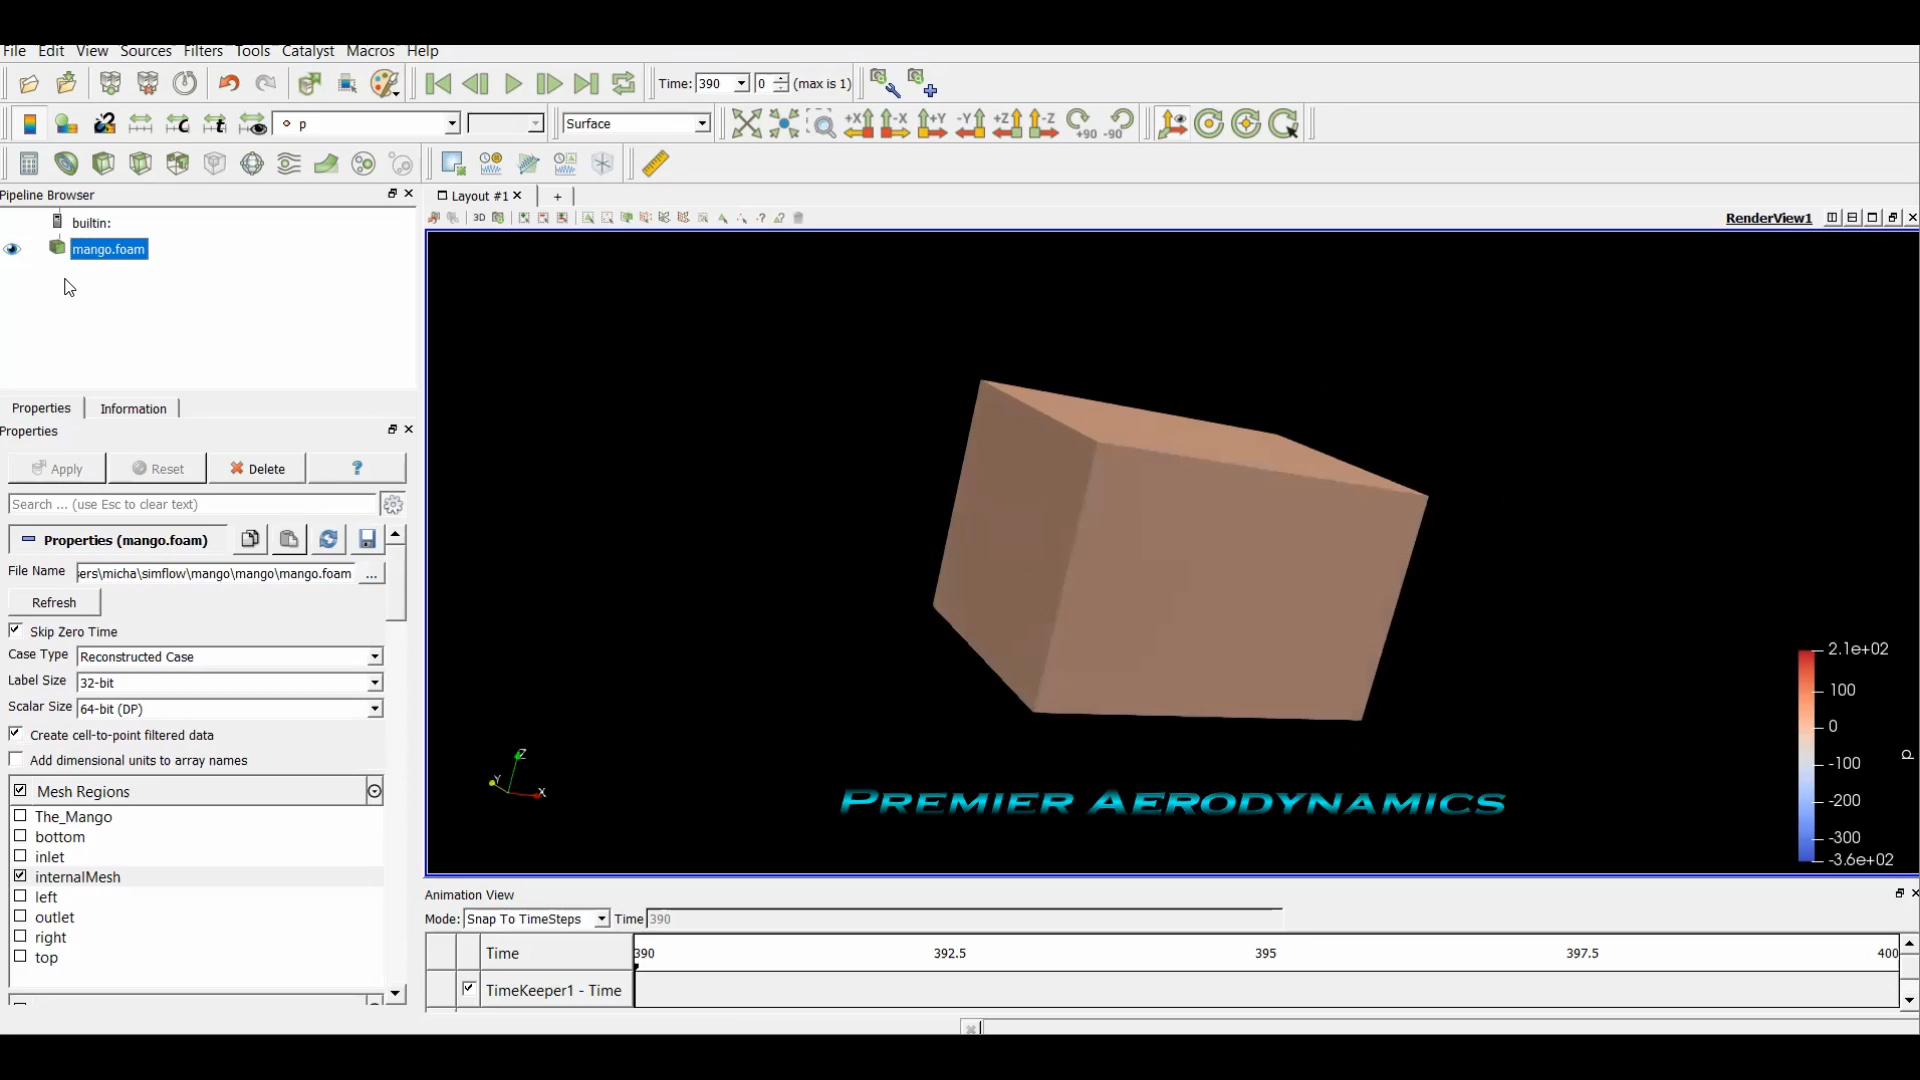 File Edit View Sources Filters Tools Catalyst Macros Help
Time: 390 0 (max is 1)
p Surface +X -X +Y -Y +Z -Z +90 -90
Pipeline Browser
Layout #1 +
3D RenderView1
builtin:
mango.foam
Properties Information
Properties
Apply Reset Delete ?
Search ... (use Esc to clear text)
Properties (mango.foam)
File Name ers\micha\simflow\mango\mango\mango.foam ...
Refresh
Skip Zero Time
Case Type Reconstructed Case
Label Size 32-bit
Scalar Size 64-bit (DP)
Create cell-to-point filtered data
Add dimensional units to array names
Mesh Regions
The_Mango
bottom
inlet
internalMesh
left
outlet
right
top
2.1e+02
100
0
-100
-200
-300
-3.6e+02
p
Z
Y
X
Premier Aerodynamics
Animation View
Mode: Snap To TimeSteps Time 390
Time 390 392.5 395 397.5 400
TimeKeeper1 - Time